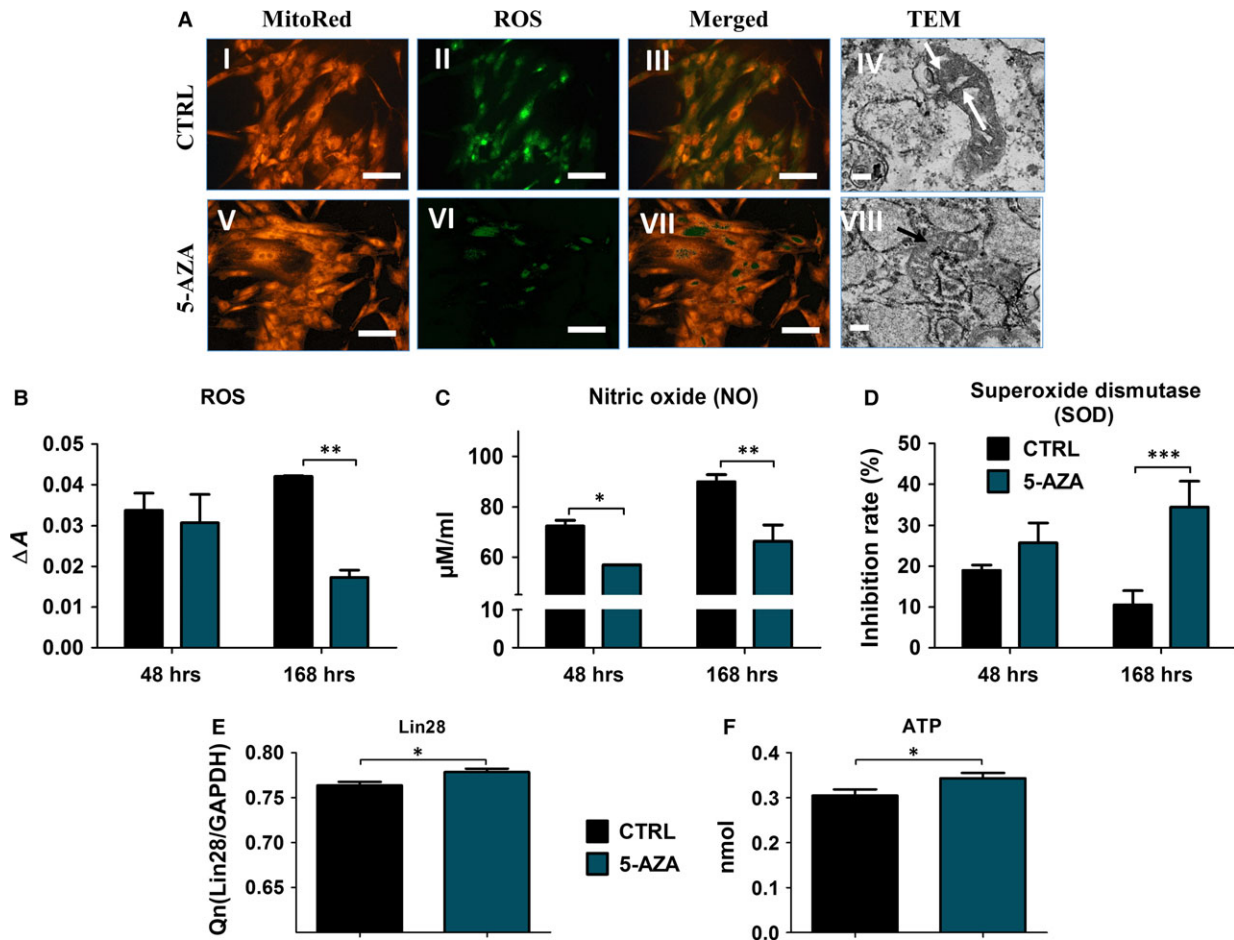 A
MitoRed ROS Merged TEM
CTRL
I II III IV
5-AZA
V VI VII VIII
B
ROS
ΔA
0.05
0.04
0.03
0.02
0.01
0.00
**
48 hrs 168 hrs
C
Nitric oxide (NO)
µM/ml
100
80
60
10
0
*
**
48 hrs 168 hrs
D
Superoxide dismutase
(SOD)
Inhibition rate (%)
50
40
30
20
10
0
CTRL
5-AZA
***
48 hrs 168 hrs
E
Lin28
Qn(Lin28/GAPDH)
0.80
0.75
0.70
0.65
*
CTRL
5-AZA
F
ATP
nmol
0.4
0.3
0.2
0.1
0.0
*